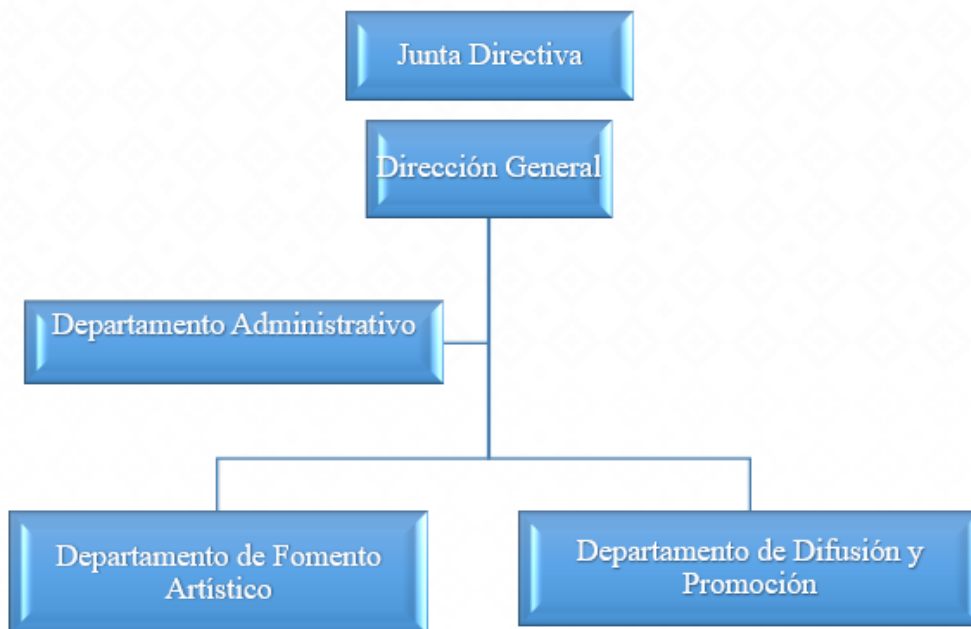 Junta Directiva
Dirección General
Departamento Administrativo
Departamento de Fomento
Artístico
Departamento de Difusión y
Promoción